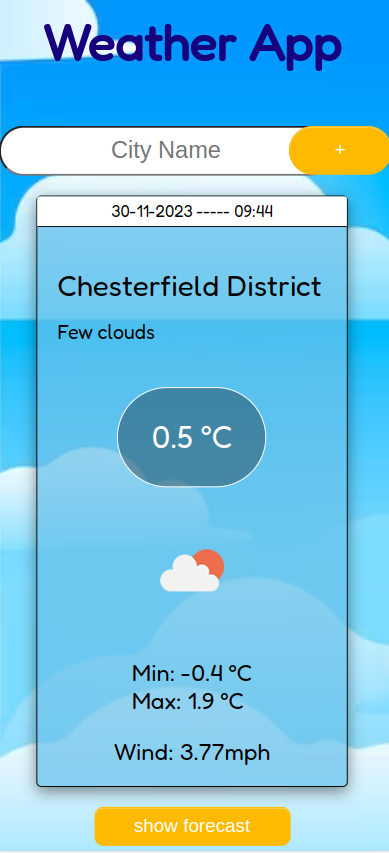 Weather App
City Name
+
30-11-2023 ----- 09:44
Chesterfield District
Few clouds
0.5 °C
Min: -0.4 °C
Max: 1.9 °C
Wind: 3.77mph
show forecast